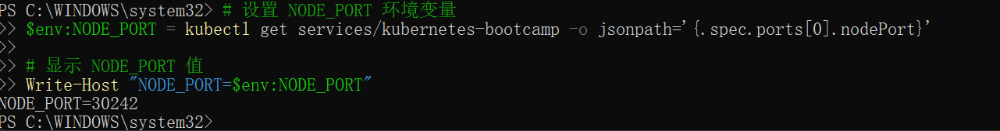 PS C:\WINDOWS\system32> # 设置 NODE_PORT 环境变量
>> $env:NODE_PORT = kubectl get services/kubernetes-bootcamp -o jsonpath='{.spec.ports[0].nodePort}'
>>
>> # 显示 NODE_PORT 值
>> Write-Host "NODE_PORT=$env:NODE_PORT"
NODE_PORT=30242
PS C:\WINDOWS\system32>